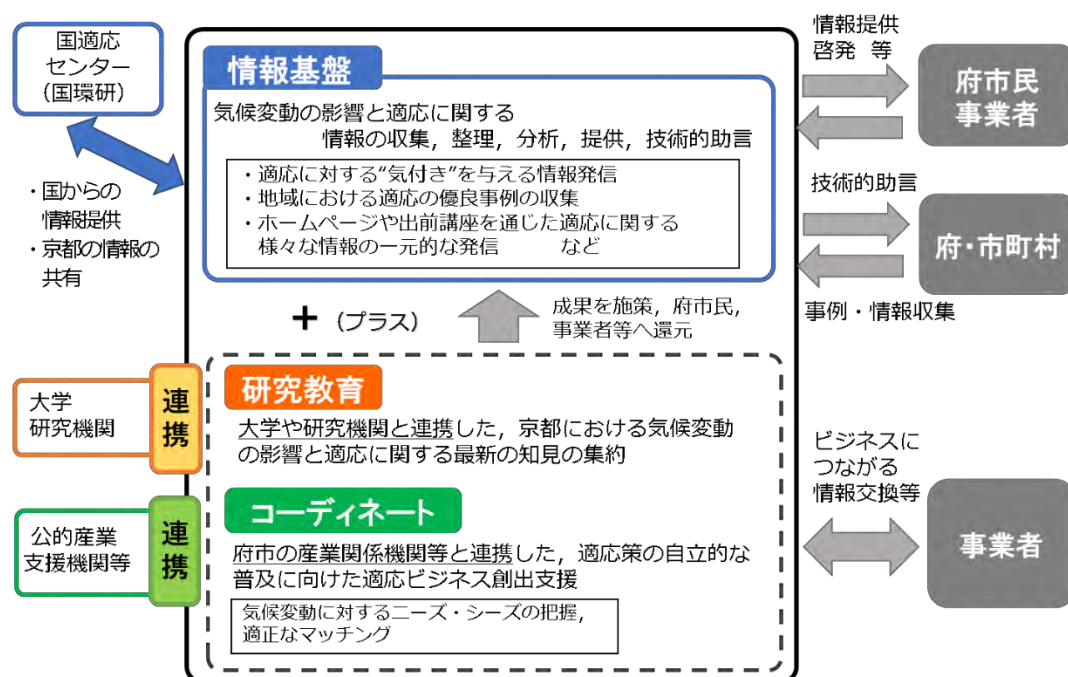 国適応
センター
(国環研)
・国からの
情報提供
・京都の情報の
共有
情報基盤
気候変動の影響と適応に関する
情報の収集，整理，分析，提供，技術的助言
・適応に対する“気付き”を与える情報発信
・地域における適応の優良事例の収集
・ホームページや出前講座を通じた適応に関する
様々な情報の一元的な発信　　など
＋（プラス）
成果を施策，府市民，
事業者等へ還元
情報提供
啓発　等
府市民
事業者
技術的助言
府・市町村
事例・情報収集
大学
研究機関
連携
研究教育
大学や研究機関と連携した，京都における気候変動
の影響と適応に関する最新の知見の集約
公的産業
支援機関等
連携
コーディネート
府市の産業関係機関等と連携した，適応策の自立的な
普及に向けた適応ビジネス創出支援
気候変動に対するニーズ・シーズの把握，
適正なマッチング
ビジネスに
つながる
情報交換等
事業者